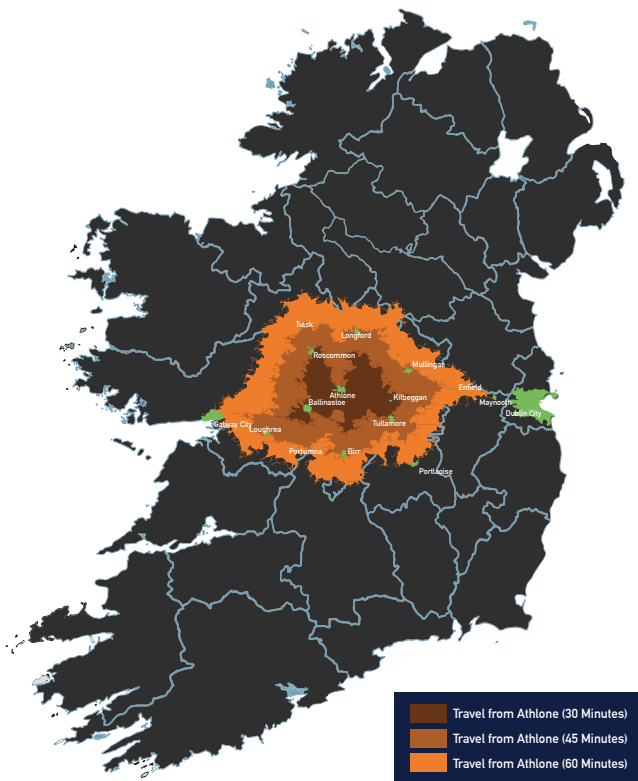 Tulsk
Longford
Roscommon
Mullingar
Enfield
Athlone
Kilbeggan
Maynooth
Ballinasloe
Dublin City
Galway City
Tullamore
Loughrea
Portumna
Birr
Portlaoise
Travel from Athlone (30 Minutes)
Travel from Athlone (45 Minutes)
Travel from Athlone (60 Minutes)